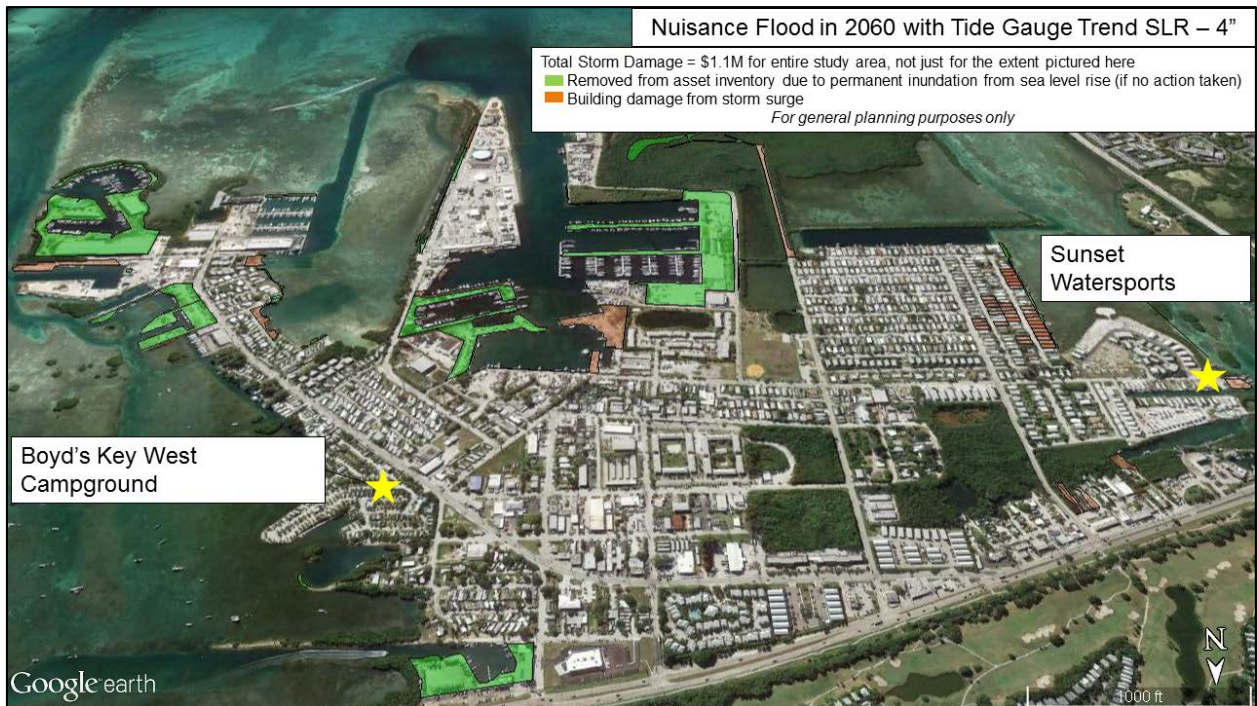 Nuisance Flood in 2060 with Tide Gauge Trend SLR – 4”
Total Storm Damage = $1.1M for entire study area, not just for the extent pictured here
Removed from asset inventory due to permanent inundation from sea level rise (if no action taken)
Building damage from storm surge
For general planning purposes only
Sunset
Watersports
Boyd’s Key West
Campground
N
Google earth
1000 ft